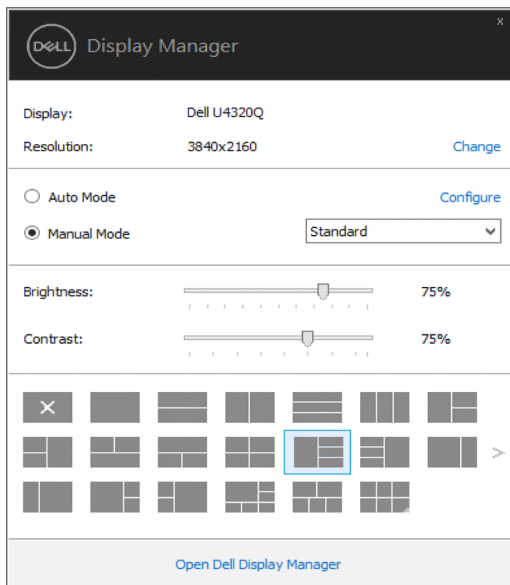 DELL Display Manager
Display: Dell U4320Q
Resolution: 3840x2160 Change
Auto Mode Configure
Manual Mode Standard
Brightness: 75%
Contrast: 75%
Open Dell Display Manager